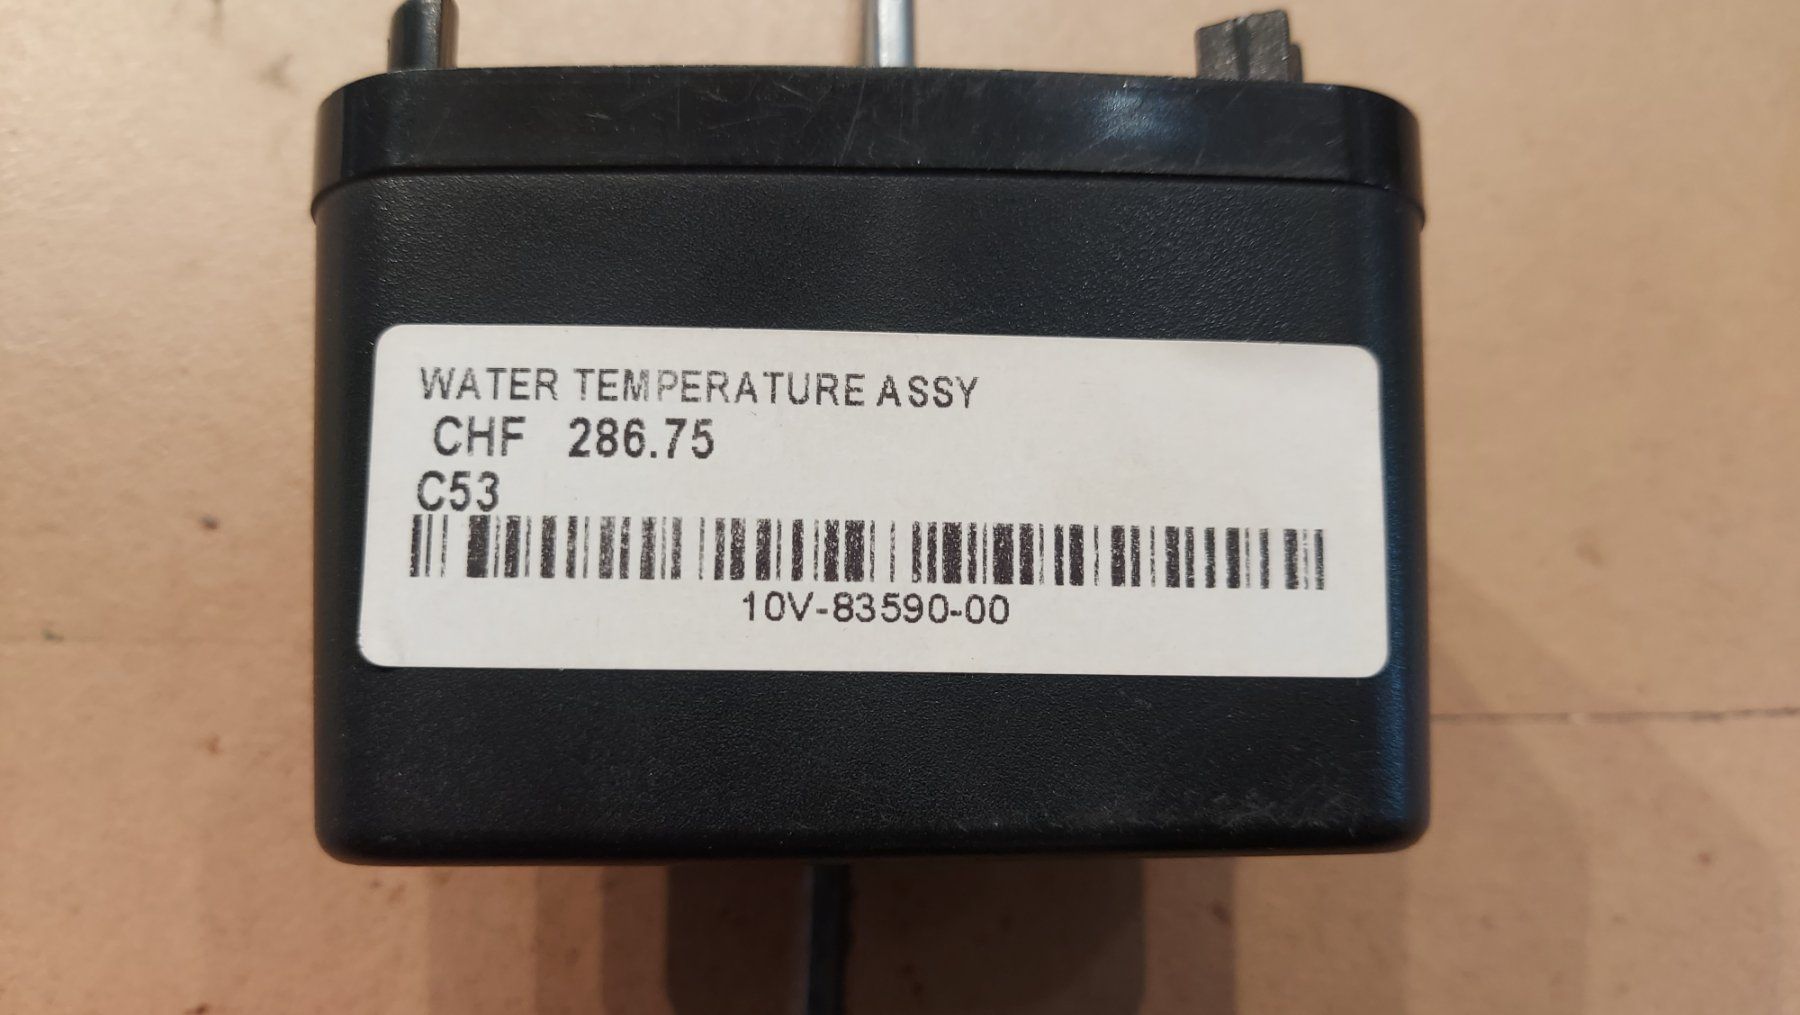 WATER TEMPERATURE ASSY
CHF 286.75
C53
10V-83590-00